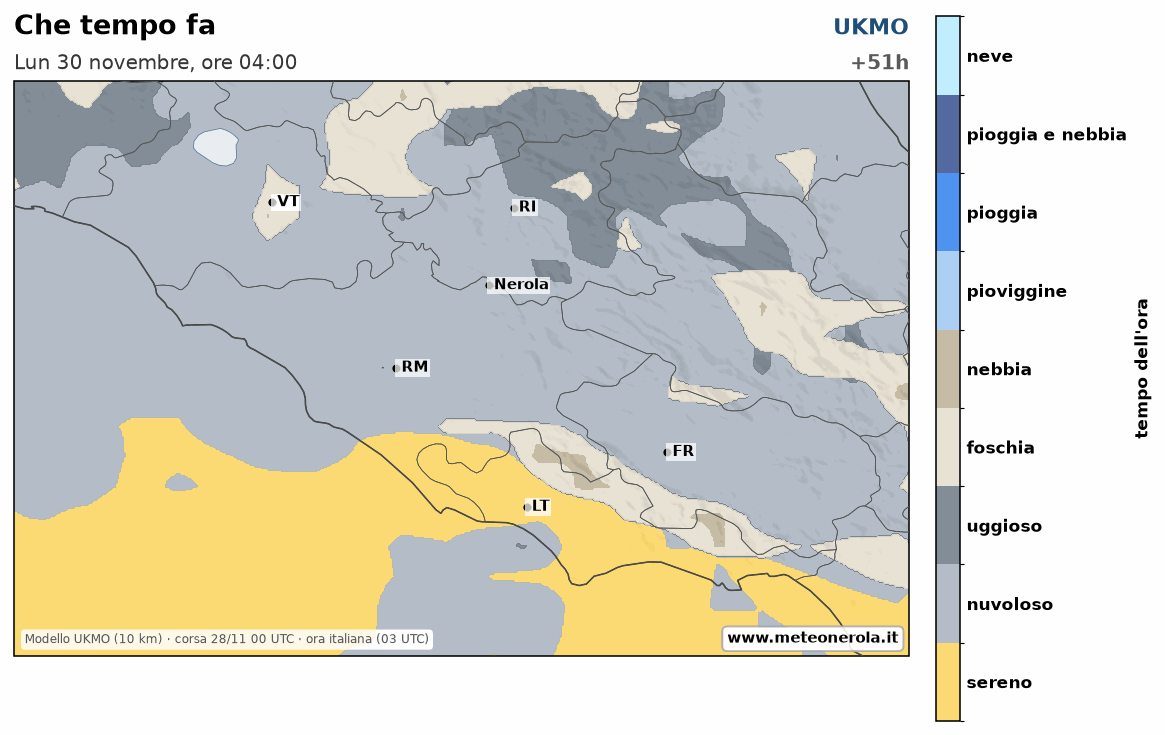 Che tempo fa
UKMO
Lun 30 novembre, ore 04:00
+51h
neve
pioggia e nebbia
pioggia
pioviggine
nebbia
foschia
uggioso
nuvoloso
sereno
tempo dell'ora
VT
RI
Nerola
RM
FR
LT
Modello UKMO (10 km) · corsa 28/11 00 UTC · ora italiana (03 UTC)
www.meteonerola.it